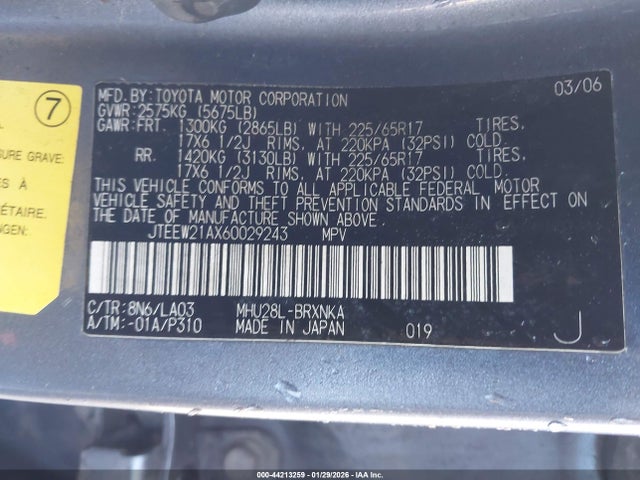 7
MFD.BY:TOYOTA MOTOR CORPORATION 03/06
GVWR:2575KG (5675LB)
GAWR:FRT. 1300KG (2865LB) WITH 225/65R17 TIRES,
17X6 1/2J RIMS, AT 220KPA (32PSI) COLD.
RR. 1420KG (3130LB) WITH 225/65R17 TIRES,
17X6 1/2J RIMS, AT 220KPA (32PSI) COLD.
THIS VEHICLE CONFORMS TO ALL APPLICABLE FEDERAL MOTOR
VEHICLE SAFETY AND THEFT PREVENTION STANDARDS IN EFFECT ON
THE DATE OF MANUFACTURE SHOWN ABOVE.
JTEEW21AX60029243 MPV
C/TR:8N6/LA03 MHU28L-BRXNKA
A/TM:-01A/P310 MADE IN JAPAN 019 J
L
SURE GRAVE:
ÉES À
ÉTAIRE.
NGEN:
000-44213259 - 01/29/2026 - IAA Inc.